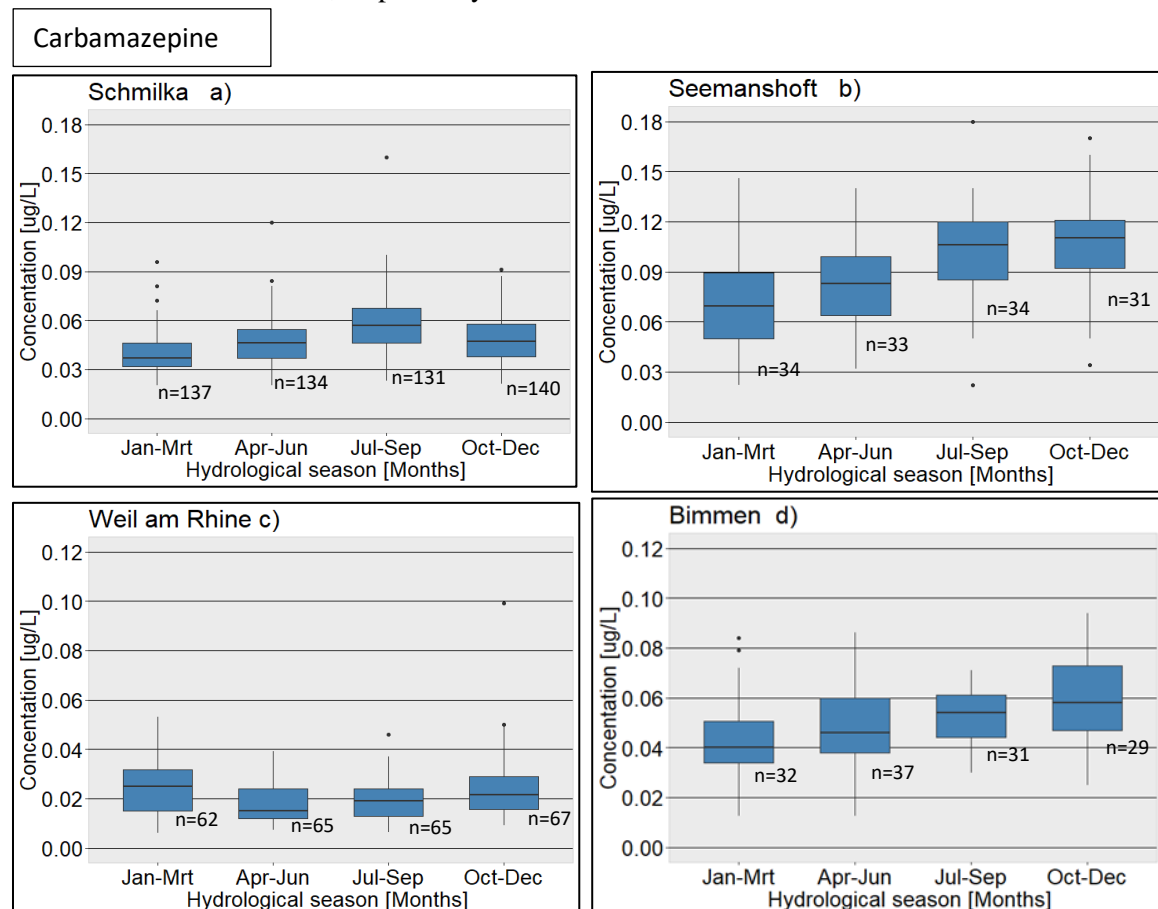 Carbamazepine
Schmilka a)
Concentation [ug/L]
0.18
0.15
0.12
0.09
0.06
0.03
0.00
n=137
n=134
n=131
n=140
Jan-Mrt Apr-Jun Jul-Sep Oct-Dec
Hydrological season [Months]
Seemanshoft b)
Concentration [ug/L]
0.18
0.15
0.12
0.09
0.06
0.03
0.00
n=34
n=33
n=34
n=31
Jan-Mrt Apr-Jun Jul-Sep Oct-Dec
Hydrological season [Months]
Weil am Rhine c)
Concentration [ug/L]
0.12
0.10
0.08
0.06
0.04
0.02
0.00
n=62
n=65
n=65
n=67
Jan-Mrt Apr-Jun Jul-Sep Oct-Dec
Hydrological season [Months]
Bimmen d)
Concentration [ug/L]
0.12
0.10
0.08
0.06
0.04
0.02
0.00
n=32
n=37
n=31
n=29
Jan-Mrt Apr-Jun Jul-Sep Oct-Dec
Hydrological season [Months]